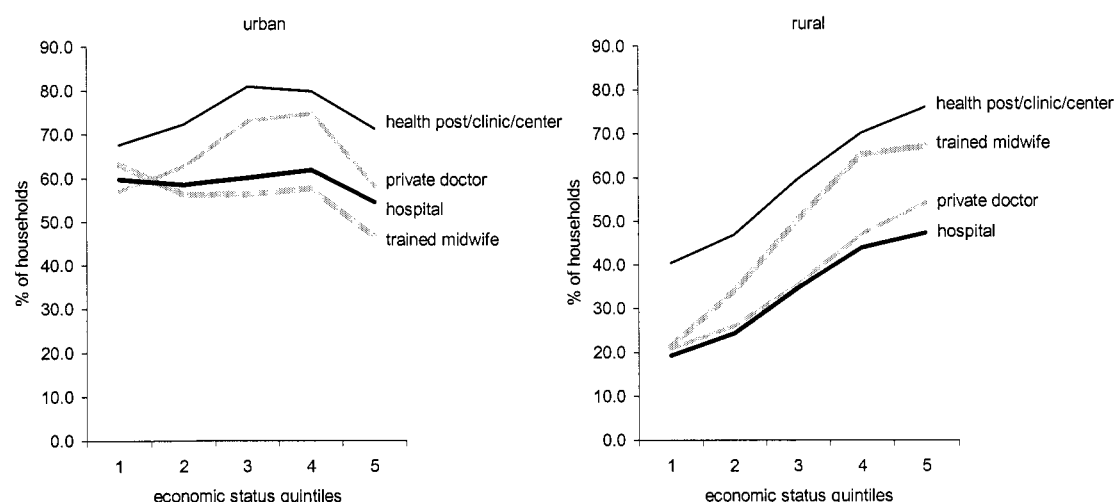 urban
90.0
80.0
70.0
60.0
50.0
40.0
30.0
20.0
10.0
0.0
% of households
health post/clinic/center
private doctor
hospital
trained midwife
1 2 3 4 5
economic status quintiles
rural
90.0
80.0
70.0
60.0
50.0
40.0
30.0
20.0
10.0
0.0
% of households
health post/clinic/center
trained midwife
private doctor
hospital
1 2 3 4 5
economic status quintiles